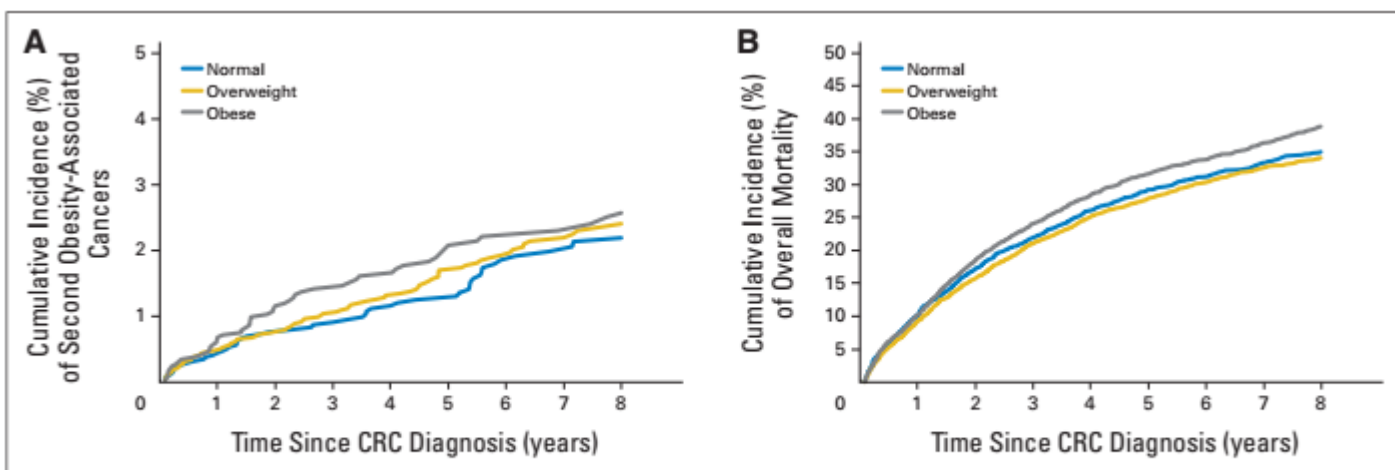 A
Cumulative Incidence (%)
of Second Obesity-Associated
Cancers
5
4
3
2
1
Normal
Overweight
Obese
0 1 2 3 4 5 6 7 8
Time Since CRC Diagnosis (years)
B
Cumulative Incidence (%)
of Overall Mortality
50
45
40
35
30
25
20
15
10
5
Normal
Overweight
Obese
0 1 2 3 4 5 6 7 8
Time Since CRC Diagnosis (years)